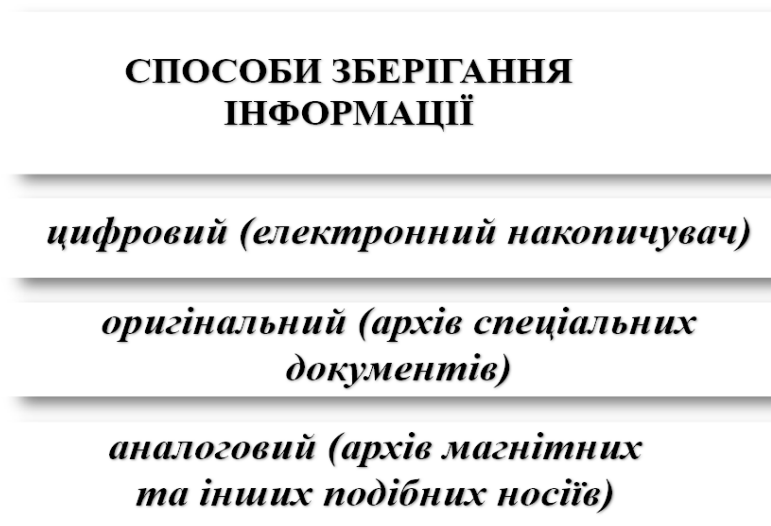 СПОСОБИ ЗБЕРІГАННЯ
ІНФОРМАЦІЇ
цифровий (електронний накопичувач)
оригінальний (архів спеціальних
документів)
аналоговий (архів магнітних
та інших подібних носіїв)